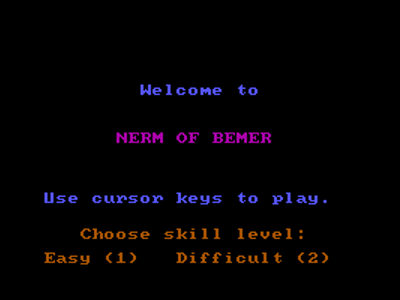 Welcome to
NERM OF BEMER
Use cursor keys to play.
Choose skill level:
Easy (1) Difficult (2)